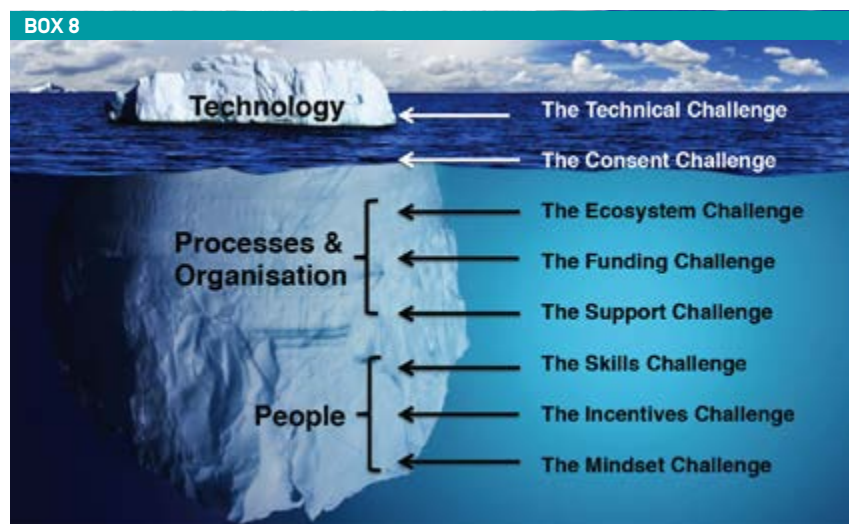 BOX 8
Technology
The Technical Challenge
The Consent Challenge
Processes &
Organisation
The Ecosystem Challenge
The Funding Challenge
The Support Challenge
People
The Skills Challenge
The Incentives Challenge
The Mindset Challenge